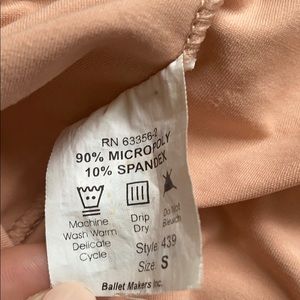 RN 63356-2
90% MICROPOLY
10% SPANDEX
Machine Wash Warm Delicate Cycle
Drip Dry
Do Not Bleach
Style: 439
Size: S
Ballet Makers Inc.